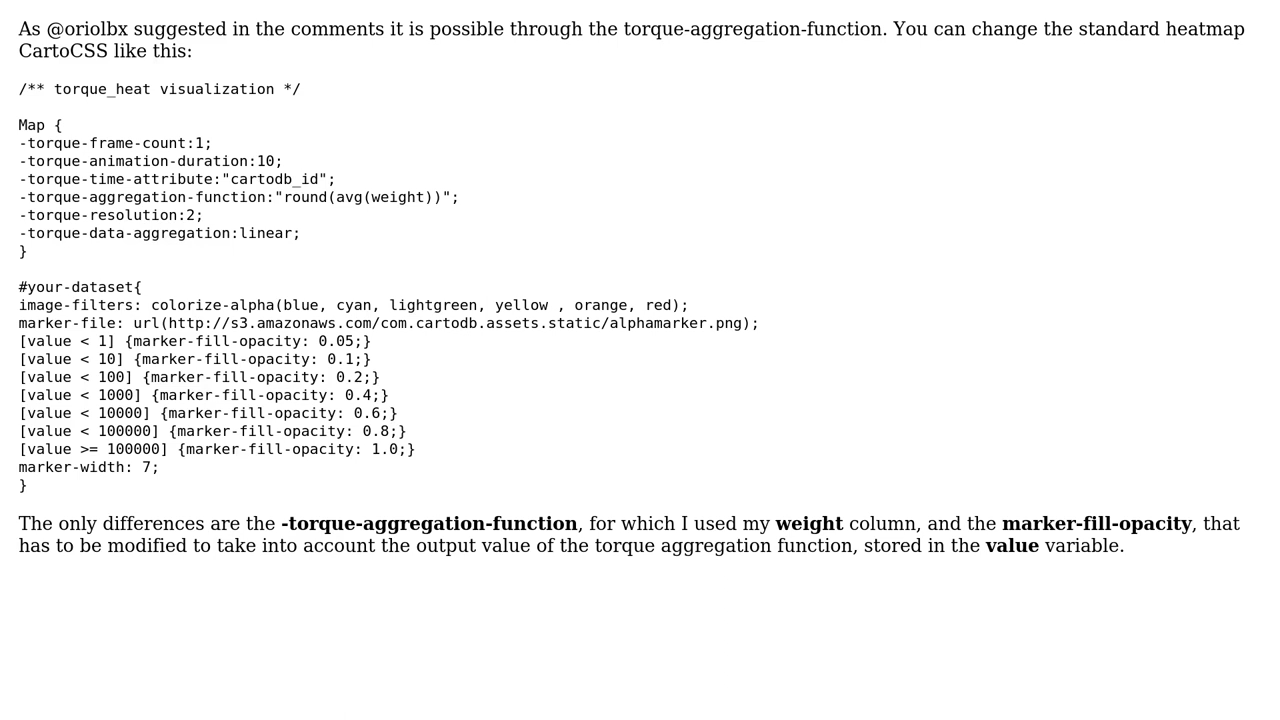 As @oriolbx suggested in the comments it is possible through the torque-aggregation-function. You can change the standard heatmap
CartoCSS like this:
/** torque_heat visualization */
Map {
-torque-frame-count:1;
-torque-animation-duration:10;
-torque-time-attribute:"cartodb_id";
-torque-aggregation-function:"round(avg(weight))";
-torque-resolution:2;
-torque-data-aggregation:linear;
}
#your-dataset{
image-filters: colorize-alpha(blue, cyan, lightgreen, yellow , orange, red);
marker-file: url(http://s3.amazonaws.com/com.cartodb.assets.static/alphamarker.png);
[value < 1] {marker-fill-opacity: 0.05;}
[value < 10] {marker-fill-opacity: 0.1;}
[value < 100] {marker-fill-opacity: 0.2;}
[value < 1000] {marker-fill-opacity: 0.4;}
[value < 10000] {marker-fill-opacity: 0.6;}
[value < 100000] {marker-fill-opacity: 0.8;}
[value >= 100000] {marker-fill-opacity: 1.0;}
marker-width: 7;
}
The only differences are the -torque-aggregation-function, for which I used my weight column, and the marker-fill-opacity, that
has to be modified to take into account the output value of the torque aggregation function, stored in the value variable.